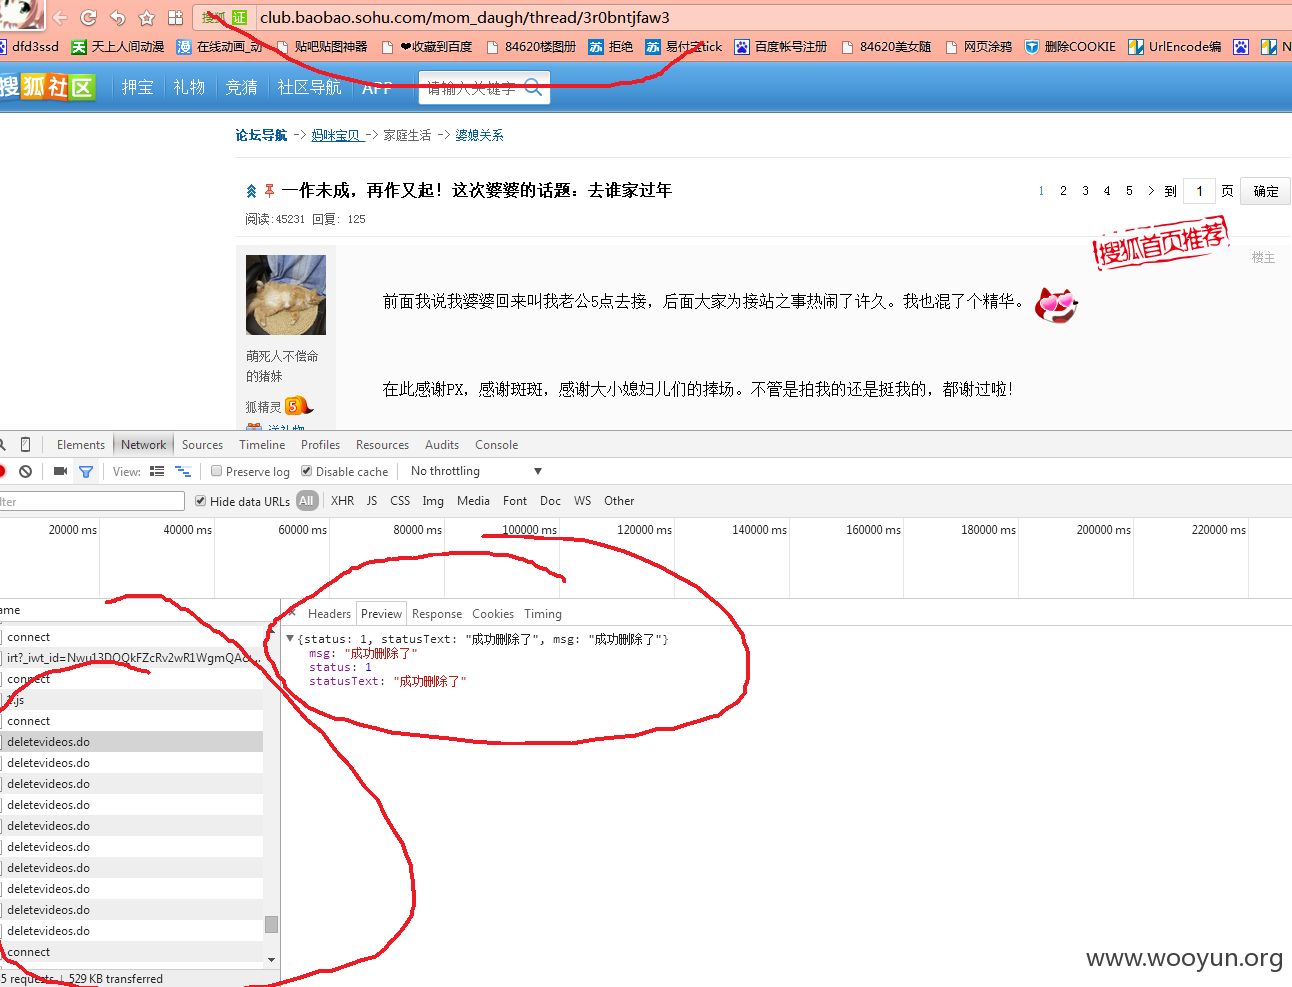 搜狐 证 club.baobao.sohu.com/mom_daugh/thread/3r0bntjfaw3
dfd3ssd 天上人间动漫 在线动画_动 贴吧贴图神器 ❤收藏到百度 84620楼图册 拒绝 易付宝tick 百度帐号注册 84620美女随 网页涂鸦 删除COOKIE UrlEncode编 N
搜狐社区 押宝 礼物 竞猜 社区导航 APP 请输入关键字
论坛导航 -> 妈咪宝贝 -> 家庭生活 -> 婆媳关系
一作未成，再作又起！这次婆婆的话题：去谁家过年 1 2 3 4 5 > 到 1 页 确定
阅读:45231 回复: 125
搜狐首页推荐
楼主
前面我说我婆婆回来叫我老公5点去接，后面大家为接站之事热闹了许久。我也混了个精华。
萌死人不偿命
的猪妹
在此感谢PX，感谢斑斑，感谢大小媳妇儿们的捧场。不管是拍我的还是挺我的，都谢过啦！
狐精灵 5
送礼物
Elements Network Sources Timeline Profiles Resources Audits Console
View: Preserve log Disable cache No throttling
Hide data URLs All XHR JS CSS Img Media Font Doc WS Other
20000 ms 40000 ms 60000 ms 80000 ms 100000 ms 120000 ms 140000 ms 160000 ms 180000 ms 200000 ms 220000 ms
ame × Headers Preview Response Cookies Timing
connect
{status: 1, statusText: "成功删除了", msg: "成功删除了"}
msg: "成功删除了"
status: 1
statusText: "成功删除了"
connect
.js
connect
deletevideos.do
deletevideos.do
deletevideos.do
deletevideos.do
deletevideos.do
deletevideos.do
deletevideos.do
deletevideos.do
deletevideos.do
deletevideos.do
connect
5 requests | 529 KB transferred
www.wooyun.org